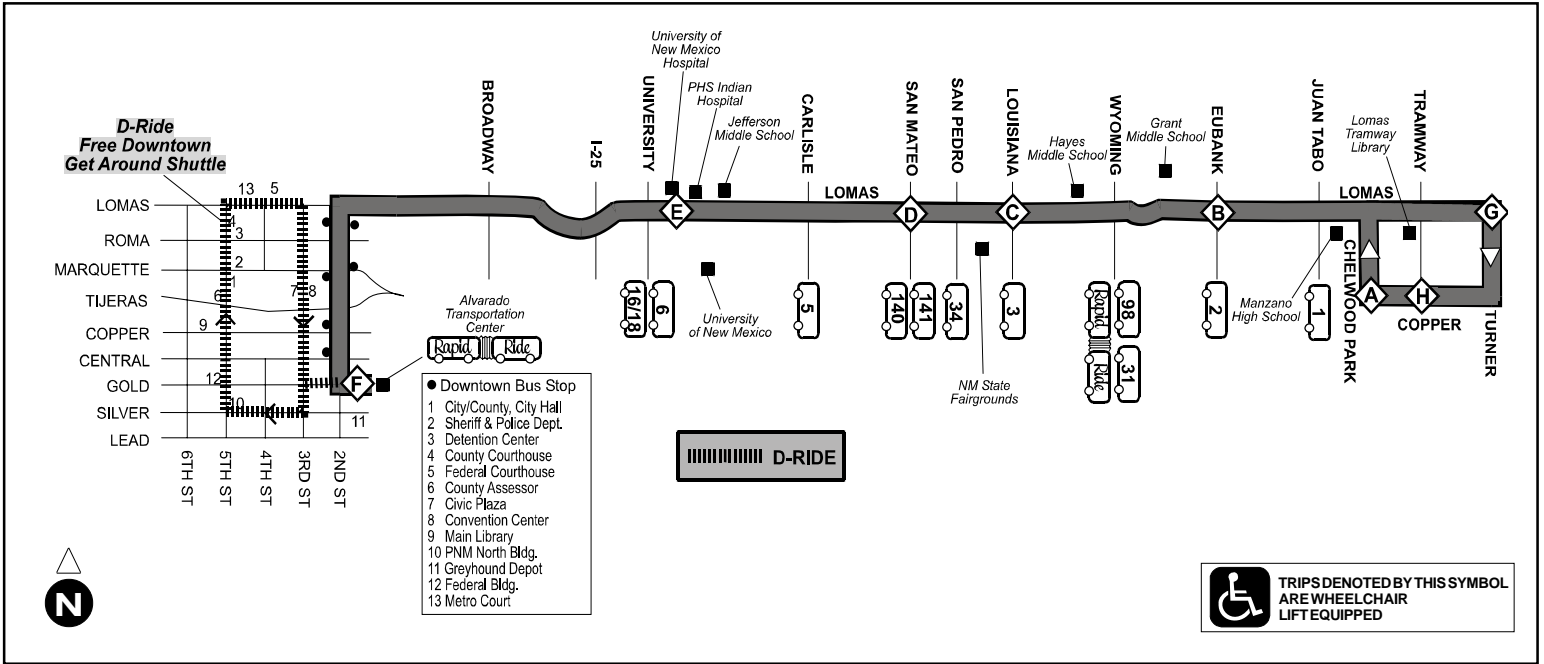 University of
New Mexico
Hospital
PHS Indian
Hospital
Jefferson
Middle School
D-Ride
Free Downtown
Get Around Shuttle
BROADWAY
I-25
UNIVERSITY
CARLISLE
SAN MATEO
SAN PEDRO
LOUISIANA
WYOMING
EUBANK
JUAN TABO
TRAMWAY
Hayes
Middle School
Grant
Middle School
Lomas
Tramway
Library
13 5
LOMAS
LOMAS
LOMAS
4
E
D
C
B
G
ROMA
3
MARQUETTE
2
1
TIJERAS
6
7 8
COPPER
9
CENTRAL
GOLD
12
F
SILVER
10
11
LEAD
6TH ST
5TH ST
4TH ST
3RD ST
2ND ST
Alvarado
Transportation
Center
Rapid Ride
16/18
6
University
of New Mexico
5
140
141
34
NM State
Fairgrounds
3
Rapid Ride
98
31
2
Manzano
High School
1
CHELWOOD PARK
A
H
COPPER
TURNER
Downtown Bus Stop
1 City/County, City Hall
2 Sheriff & Police Dept.
3 Detention Center
4 County Courthouse
5 Federal Courthouse
6 County Assessor
7 Civic Plaza
8 Convention Center
9 Main Library
10 PNM North Bldg.
11 Greyhound Depot
12 Federal Bldg.
13 Metro Court
D-RIDE
N
TRIPS DENOTED BY THIS SYMBOL
ARE WHEELCHAIR
LIFT EQUIPPED